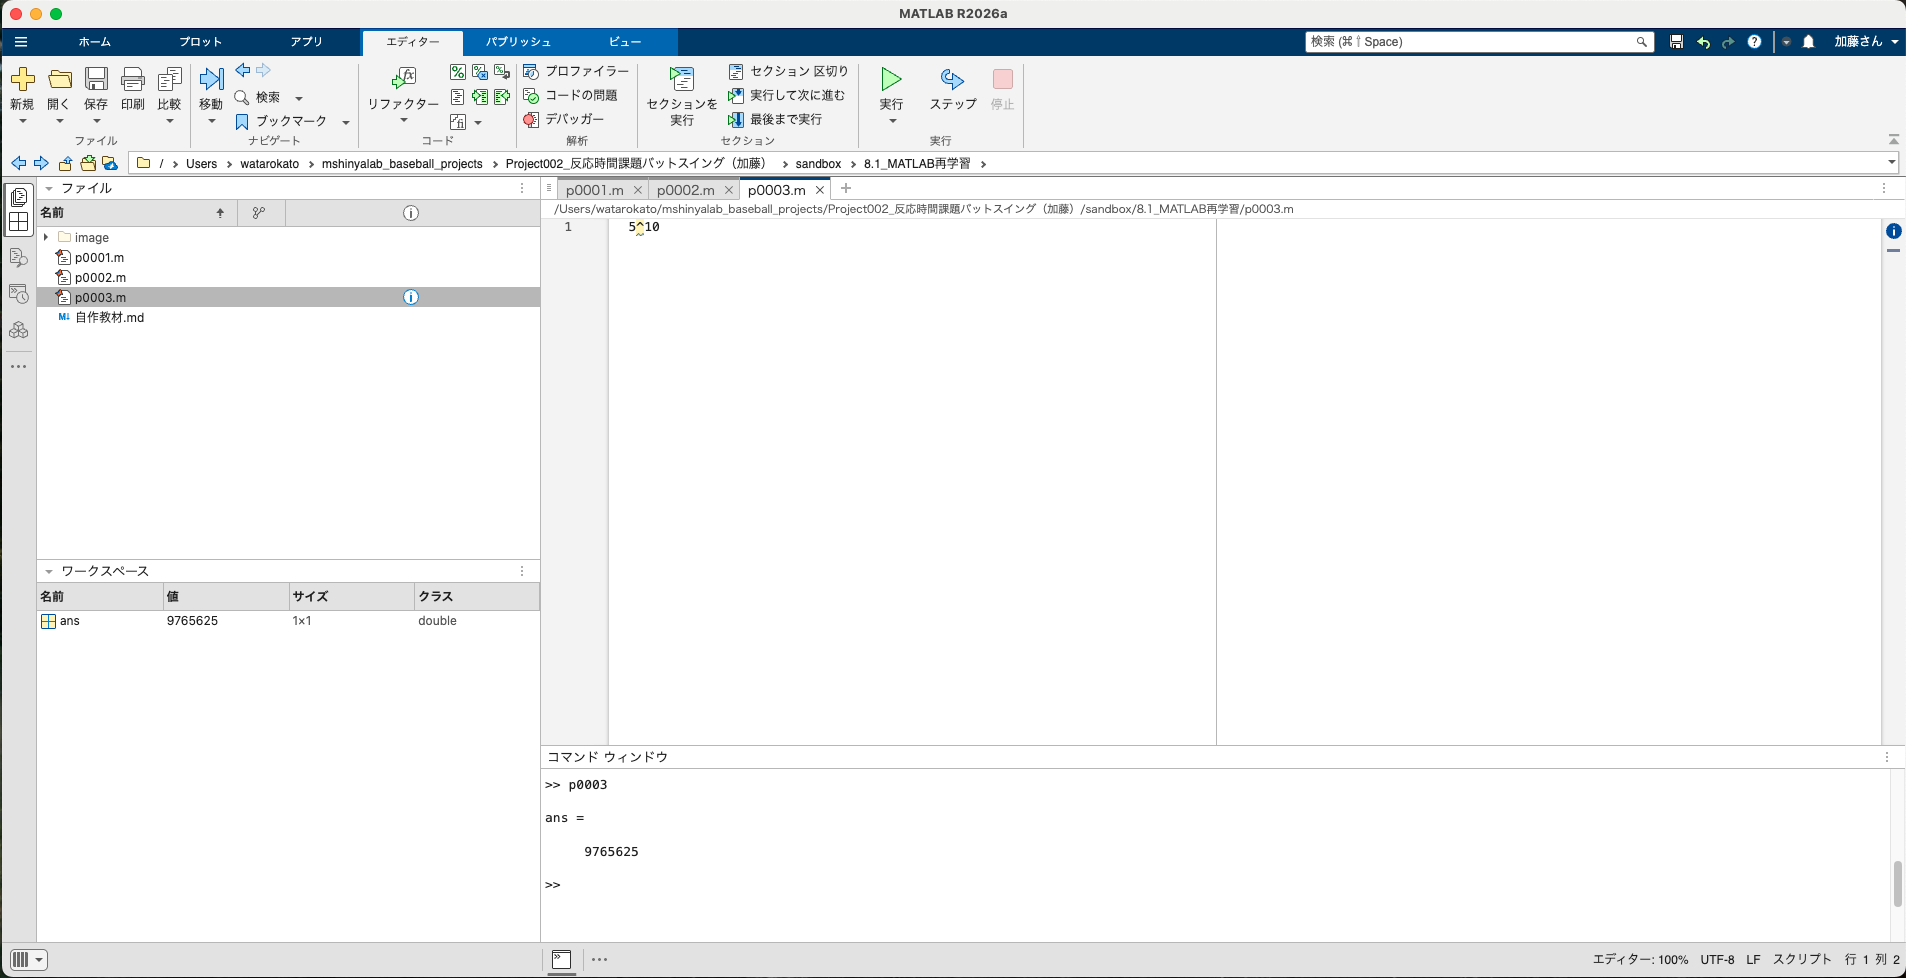 MATLAB R2026a
ホーム プロット アプリ エディター パブリッシュ ビュー 検索 (⌘⇧Space) 加藤さん
新規 開く 保存 印刷 比較 移動 検索 ブックマーク リファクター プロファイラー コードの問題 デバッガー セクションを実行 セクション区切り 実行して次に進む 最後まで実行 実行 ステップ 停止
ファイル ナビゲート コード 解析 セクション 実行
/ › Users › watarokato › mshinyalab_baseball_projects › Project002_反応時間課題バットスイング（加藤） › sandbox › 8.1_MATLAB再学習 ›
ファイル
名前
image
p0001.m
p0002.m
p0003.m
自作教材.md
ワークスペース
名前 値 サイズ クラス
ans 9765625 1×1 double
p0001.m × p0002.m × p0003.m × +
/Users/watarokato/mshinyalab_baseball_projects/Project002_反応時間課題バットスイング（加藤）/sandbox/8.1_MATLAB再学習/p0003.m
1 5^10
コマンド ウィンドウ
>> p0003
ans =
9765625
>>
エディター: 100% UTF-8 LF スクリプト 行 1 列 2